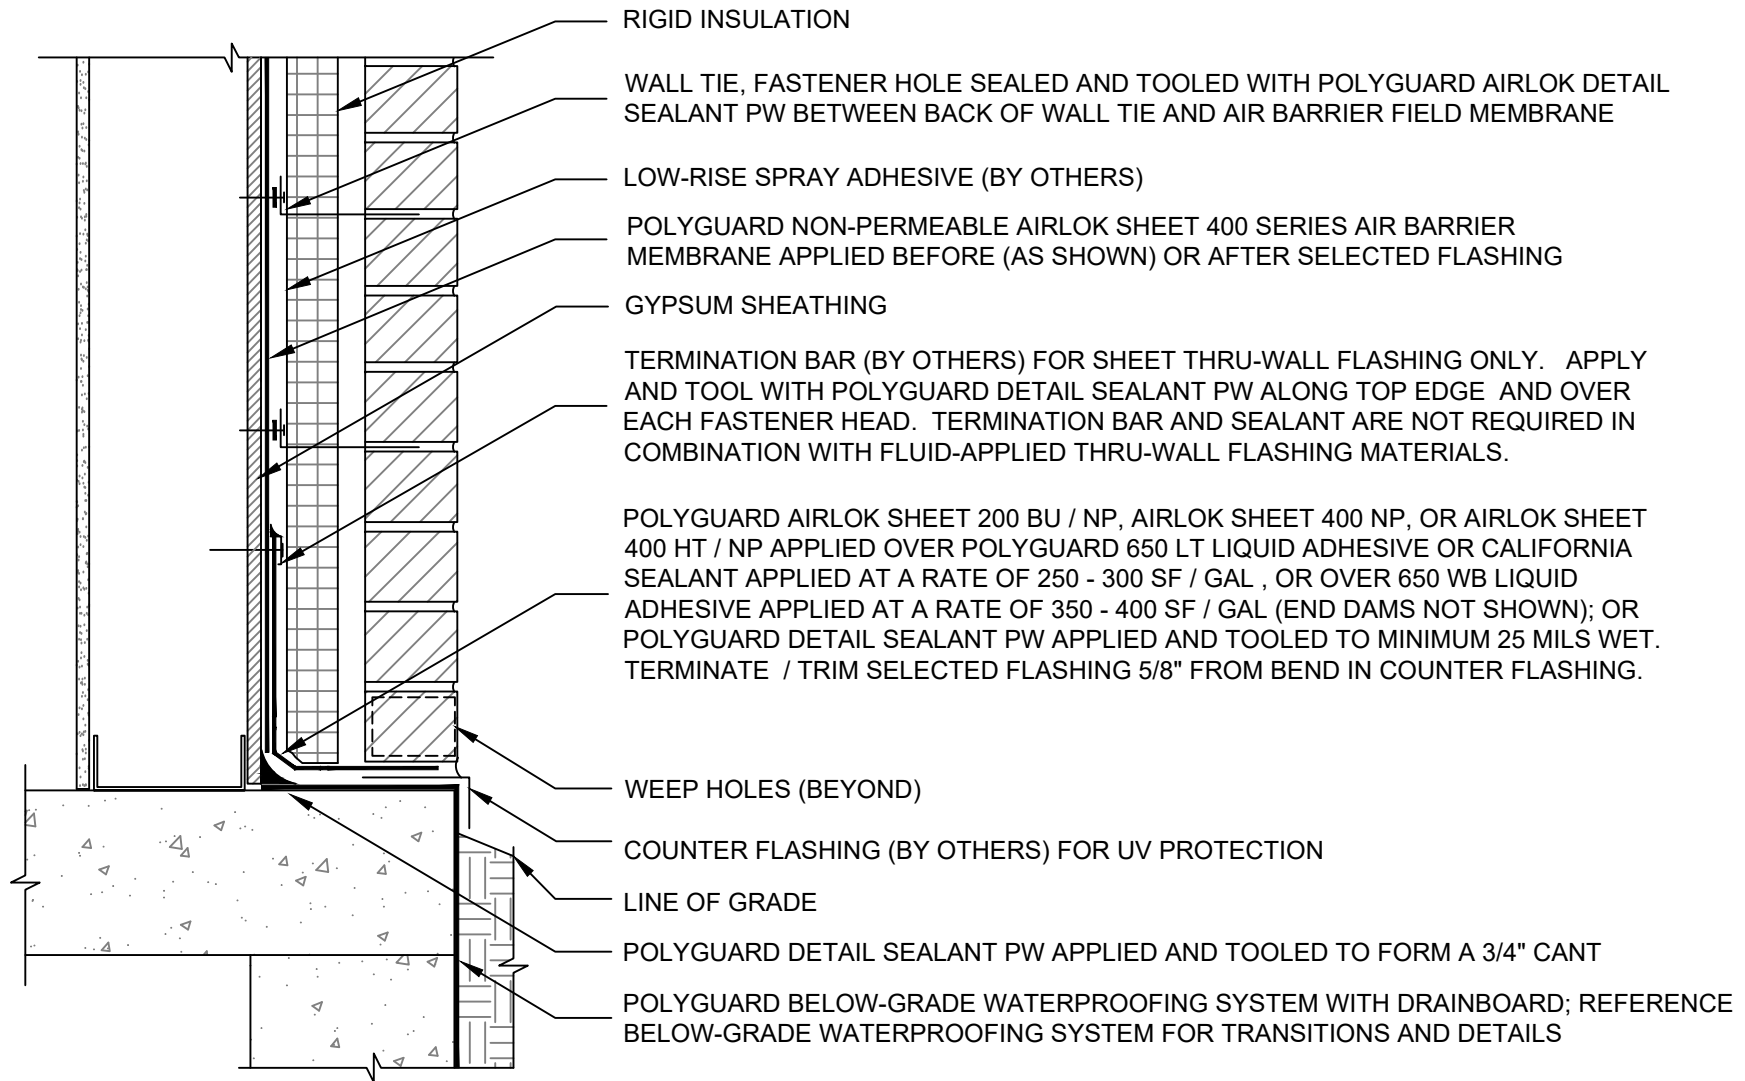 RIGID INSULATION
WALL TIE, FASTENER HOLE SEALED AND TOOLED WITH POLYGUARD AIRLOK DETAIL
SEALANT PW BETWEEN BACK OF WALL TIE AND AIR BARRIER FIELD MEMBRANE
LOW-RISE SPRAY ADHESIVE (BY OTHERS)
POLYGUARD NON-PERMEABLE AIRLOK SHEET 400 SERIES AIR BARRIER
MEMBRANE APPLIED BEFORE (AS SHOWN) OR AFTER SELECTED FLASHING
GYPSUM SHEATHING
TERMINATION BAR (BY OTHERS) FOR SHEET THRU-WALL FLASHING ONLY. APPLY
AND TOOL WITH POLYGUARD DETAIL SEALANT PW ALONG TOP EDGE AND OVER
EACH FASTENER HEAD. TERMINATION BAR AND SEALANT ARE NOT REQUIRED IN
COMBINATION WITH FLUID-APPLIED THRU-WALL FLASHING MATERIALS.
POLYGUARD AIRLOK SHEET 200 BU / NP, AIRLOK SHEET 400 NP, OR AIRLOK SHEET
400 HT / NP APPLIED OVER POLYGUARD 650 LT LIQUID ADHESIVE OR CALIFORNIA
SEALANT APPLIED AT A RATE OF 250 - 300 SF / GAL , OR OVER 650 WB LIQUID
ADHESIVE APPLIED AT A RATE OF 350 - 400 SF / GAL (END DAMS NOT SHOWN); OR
POLYGUARD DETAIL SEALANT PW APPLIED AND TOOLED TO MINIMUM 25 MILS WET.
TERMINATE / TRIM SELECTED FLASHING 5/8" FROM BEND IN COUNTER FLASHING.
WEEP HOLES (BEYOND)
COUNTER FLASHING (BY OTHERS) FOR UV PROTECTION
LINE OF GRADE
POLYGUARD DETAIL SEALANT PW APPLIED AND TOOLED TO FORM A 3/4" CANT
POLYGUARD BELOW-GRADE WATERPROOFING SYSTEM WITH DRAINBOARD; REFERENCE
BELOW-GRADE WATERPROOFING SYSTEM FOR TRANSITIONS AND DETAILS